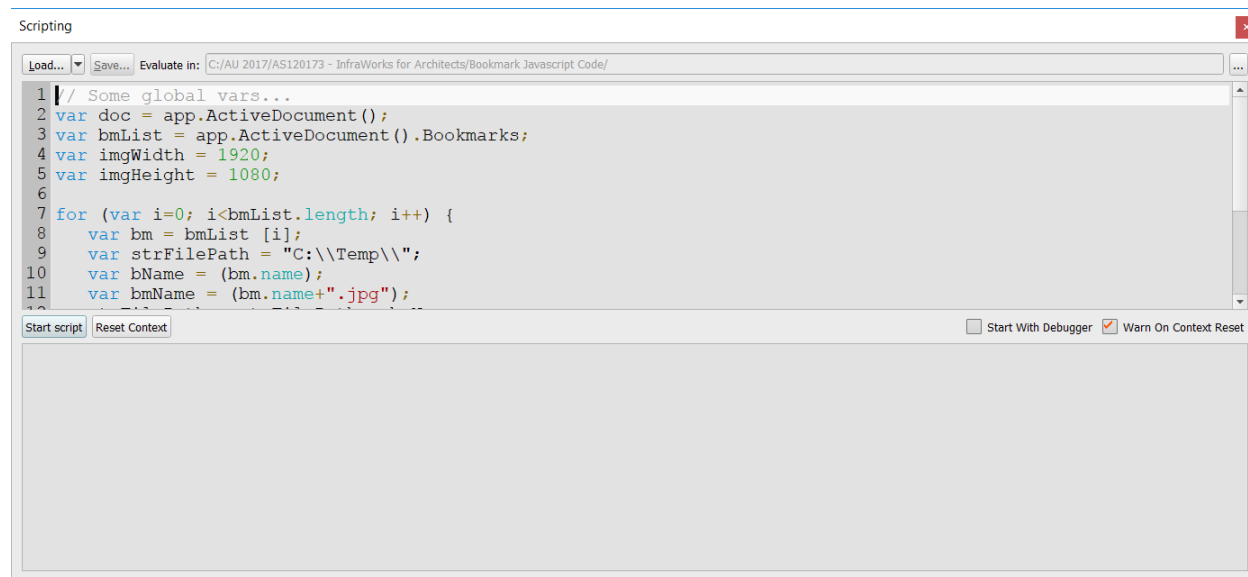 Scripting
Load... Save... Evaluate in: C:/AU 2017/AS120173 - InfraWorks for Architects/Bookmark Javascript Code/ ...
1 // Some global vars...
2 var doc = app.ActiveDocument();
3 var bmList = app.ActiveDocument().Bookmarks;
4 var imgWidth = 1920;
5 var imgHeight = 1080;
6
7 for (var i=0; i<bmList.length; i++) {
8 var bm = bmList [i];
9 var strFilePath = "C:\\Temp\\";
10 var bName = (bm.name);
11 var bmName = (bm.name+".jpg");
Start script Reset Context Start With Debugger Warn On Context Reset